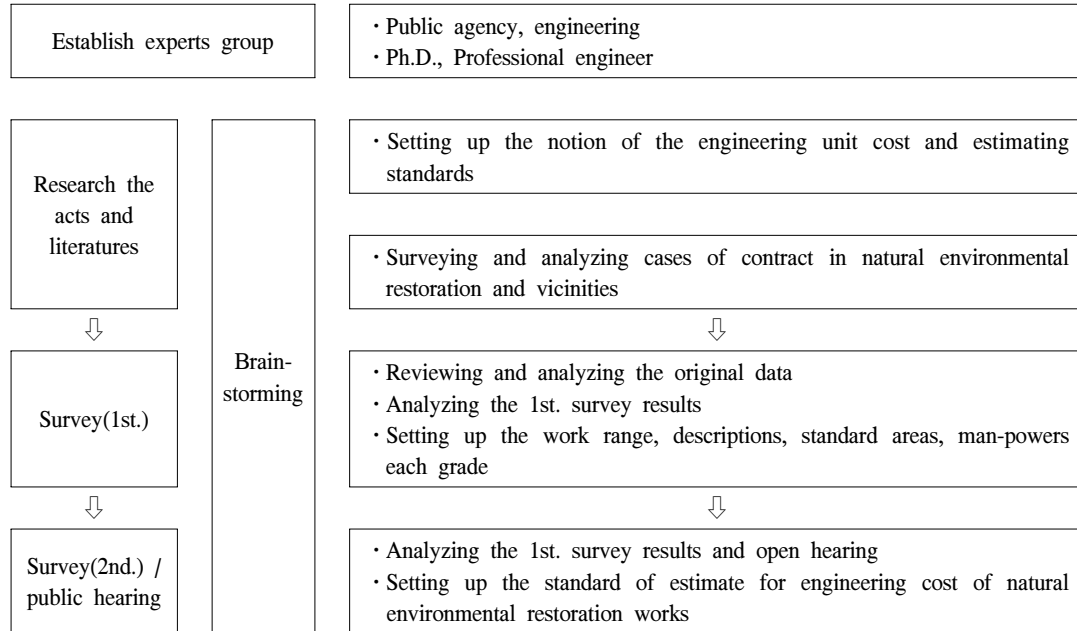 Establish experts group
· Public agency, engineering
· Ph.D., Professional engineer
Research the
acts and
literatures
· Setting up the notion of the engineering unit cost and estimating
standards
· Surveying and analyzing cases of contract in natural environmental
restoration and vicinities
Brain-
storming
Survey(1st.)
· Reviewing and analyzing the original data
· Analyzing the 1st. survey results
· Setting up the work range, descriptions, standard areas, man-powers
each grade
Survey(2nd.) /
public hearing
· Analyzing the 1st. survey results and open hearing
· Setting up the standard of estimate for engineering cost of natural
environmental restoration works